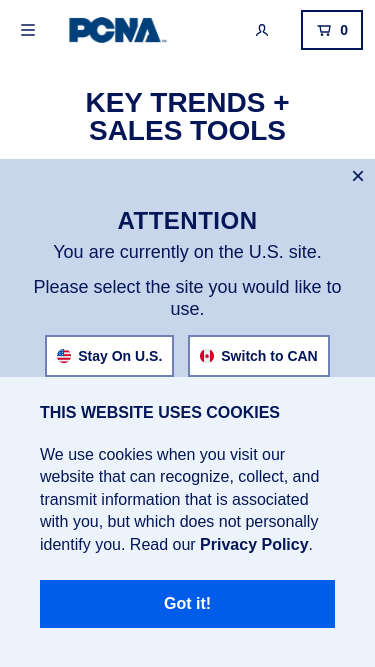 PCNA
0
KEY TRENDS +
SALES TOOLS
ATTENTION
You are currently on the U.S. site.
Please select the site you would like to
use.
Stay On U.S.
Switch to CAN
THIS WEBSITE USES COOKIES
We use cookies when you visit our
website that can recognize, collect, and
transmit information that is associated
with you, but which does not personally
identify you. Read our Privacy Policy.
Got it!